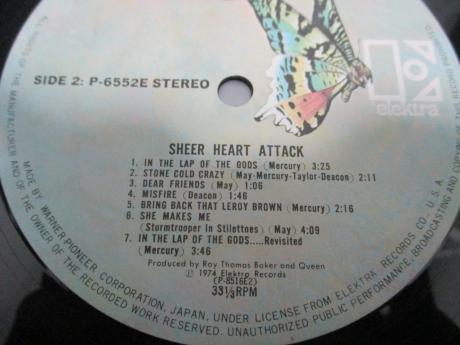 SIDE 2: P-6552E STEREO
elektra
SHEER HEART ATTACK
1. IN THE LAP OF THE GODS (Mercury) 3:25
2. STONE COLD CRAZY (May-Mercury-Taylor-Deacon) 2:11
3. DEAR FRIENDS (May) 1:06
4. MISFIRE (Deacon) 1:46
5. BRING BACK THAT LEROY BROWN (Mercury) 2:16
6. SHE MAKES ME
(Stormtrooper In Stilettoes) (May) 4:09
7. IN THE LAP OF THE GODS.....Revisited
(Mercury) 3:46
Produced by Roy Thomas Baker and Queen
℗ 1974 Elektra Records
(P-8516E2)
33⅓RPM
OF THE MANUFACTURER AND OF THE OWNER OF THE RECORDED WORK RESERVED. UNAUTHORIZED PUBLIC PERFORMANCE, BROADCASTING AND COPYING
MADE BY WARNER-PIONEER CORPORATION, JAPAN, UNDER LICENSE FROM ELEKTRA RECORDS CO., U.S.A.